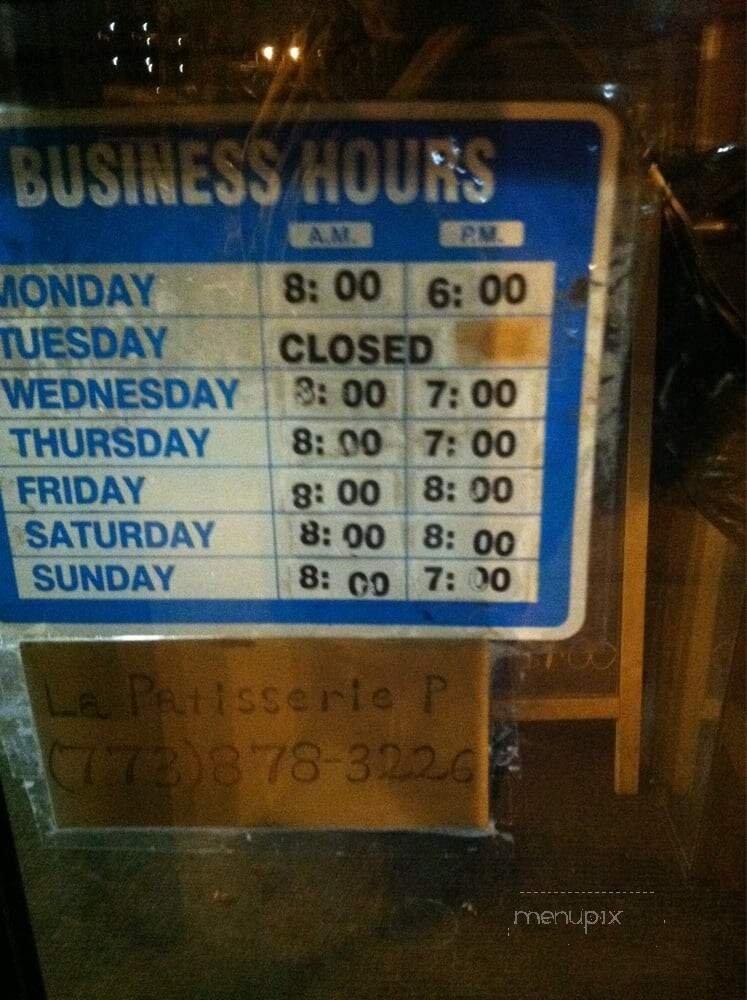 BUSINESS HOURS
A.M. P.M.
MONDAY 8: 00 6: 00
TUESDAY CLOSED
WEDNESDAY 8: 00 7: 00
THURSDAY 8: 00 7: 00
FRIDAY 8: 00 8: 00
SATURDAY 8: 00 8: 00
SUNDAY 8: 00 7: 00
La Patisserie P
(773)878-3226
menupix